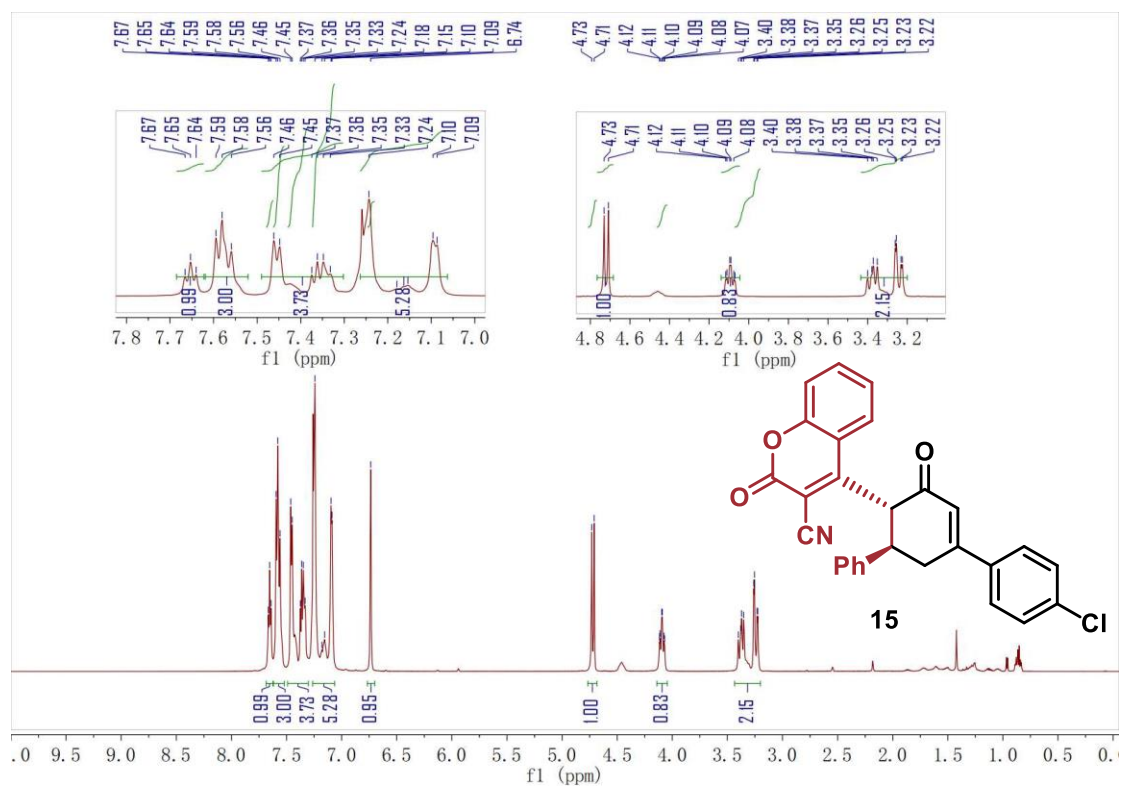 7.67 7.65 7.64 7.59 7.58 7.56 7.46 7.45 7.37 7.36 7.35 7.33 7.24 7.18 7.15 7.10 7.09 6.74
4.73 4.71 4.12 4.11 4.10 4.09 4.08 4.07 3.40 3.38 3.37 3.35 3.26 3.25 3.23 3.22
7.67 7.65 7.64 7.59 7.58 7.56 7.46 7.45 7.37 7.36 7.35 7.33 7.24 7.10 7.09
4.73 4.71 4.12 4.11 4.10 4.09 4.08 3.40 3.38 3.37 3.35 3.26 3.25 3.23 3.22
0.99 3.00 3.73 5.28
1.00 0.83 2.15
7.8 7.7 7.6 7.5 7.4 7.3 7.2 7.1 7.0
f1 (ppm)
4.8 4.6 4.4 4.2 4.0 3.8 3.6 3.4 3.2
f1 (ppm)
O
O
O
CN
Ph
Cl
15
0.99 3.00 3.73 5.28 0.95 1.00 0.83 2.15
.0 9.5 9.0 8.5 8.0 7.5 7.0 6.5 6.0 5.5 5.0 4.5 4.0 3.5 3.0 2.5 2.0 1.5 1.0 0.5 0.0
f1 (ppm)